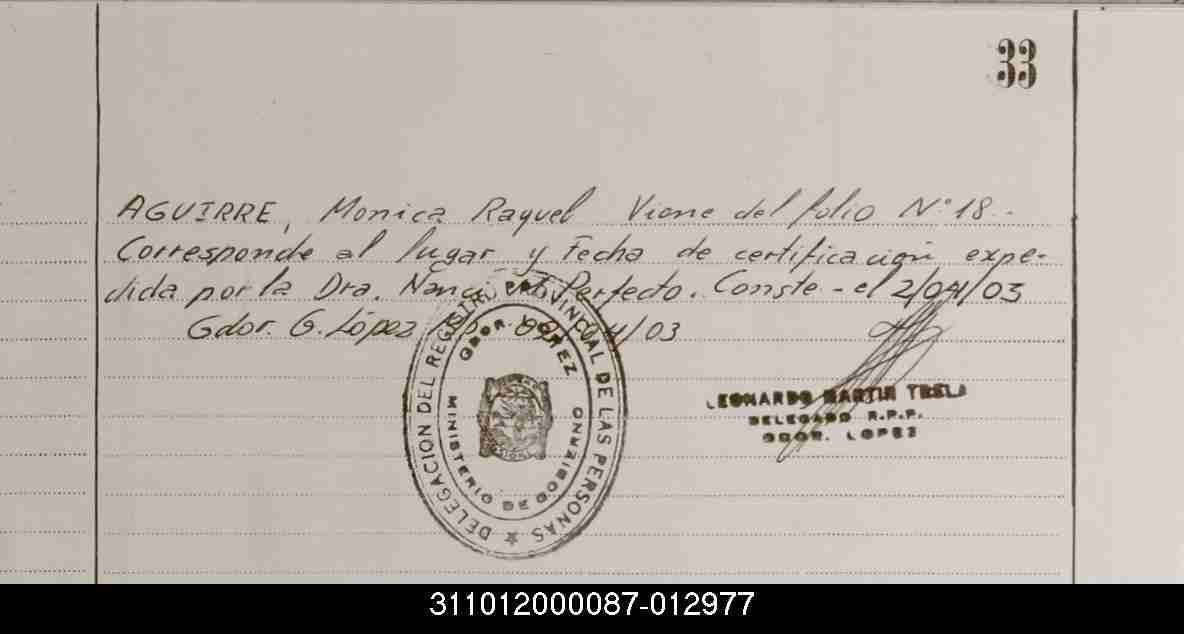 33
AGUIRRE, Monica Raquel Viene del folio N° 18.-
Corresponde al lugar y Fecha de certificación expe-
dida por la Dra. Perfecto. Conste - el 2/04/03
Gdor. G. López /03
DELEGACION DEL REGISTRO PROVINCIAL DE LAS PERSONAS
GDOR. LOPEZ
MINISTERIO DE GOBIERNO
LEONARDO MARTIN
DELEGADO R.P.P.
GDOR. LOPEZ
311012000087-012977